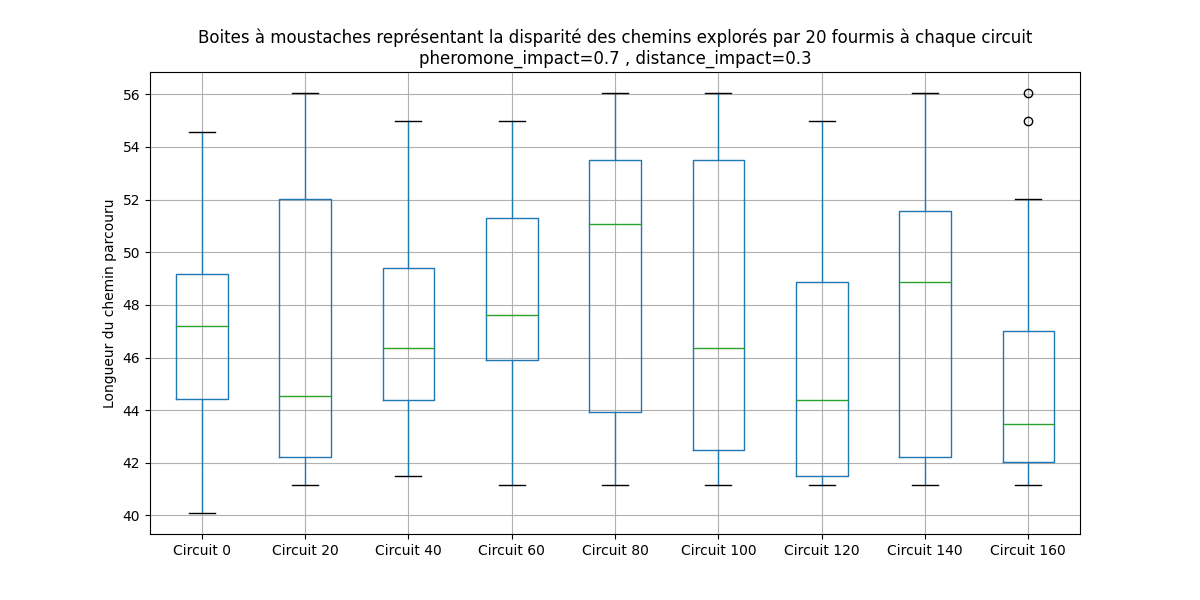 Boites à moustaches représentant la disparité des chemins explorés par 20 fourmis à chaque circuit
pheromone_impact=0.7 , distance_impact=0.3
Longueur du chemin parcouru
56
54
52
50
48
46
44
42
40
Circuit 0
Circuit 20
Circuit 40
Circuit 60
Circuit 80
Circuit 100
Circuit 120
Circuit 140
Circuit 160